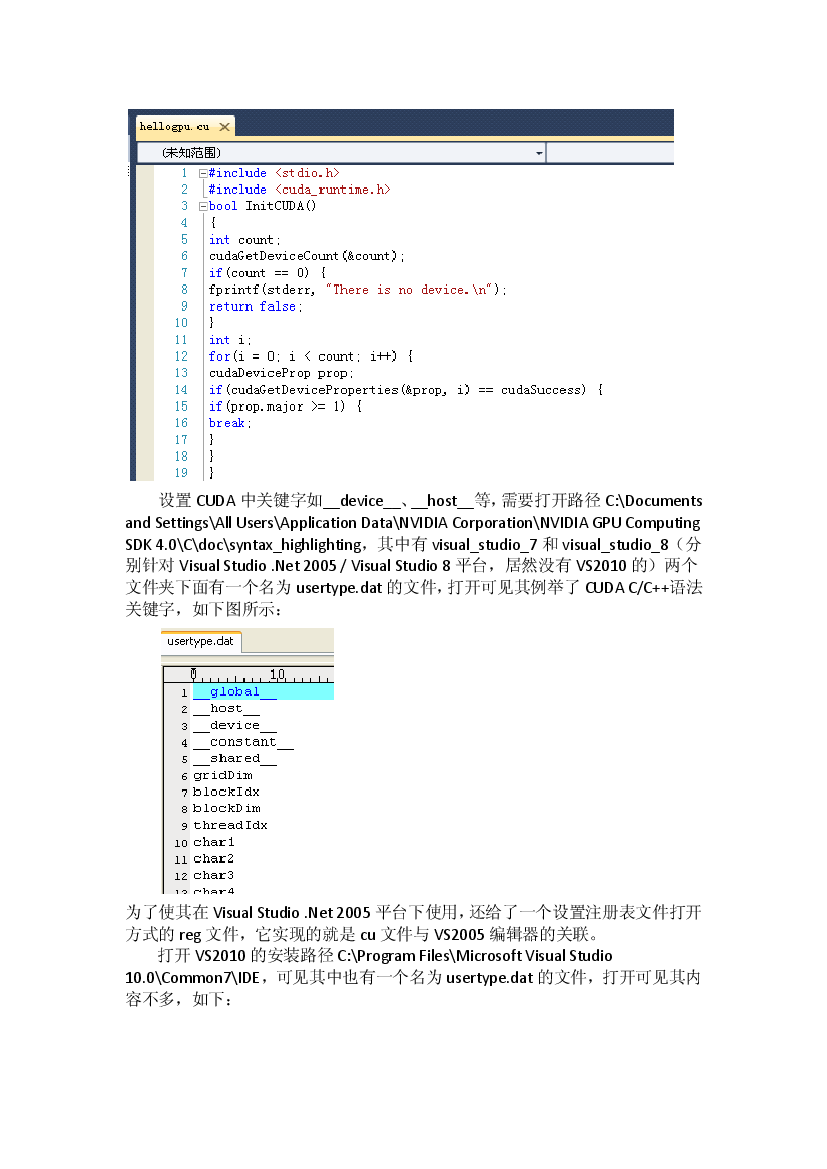 hellogpu.cu
(未知范围)
1 #include <stdio.h>
2 #include <cuda_runtime.h>
3 bool InitCUDA()
4 {
5 int count;
6 cudaGetDeviceCount(&count);
7 if(count == 0) {
8 fprintf(stderr, "There is no device.\n");
9 return false;
10 }
11 int i;
12 for(i = 0; i < count; i++) {
13 cudaDeviceProp prop;
14 if(cudaGetDeviceProperties(&prop, i) == cudaSuccess) {
15 if(prop.major >= 1) {
16 break;
17 }
18 }
19 }
设置 CUDA 中关键字如__device__、__host__等，需要打开路径 C:\Documents
and Settings\All Users\Application Data\NVIDIA Corporation\NVIDIA GPU Computing
SDK 4.0\C\doc\syntax_highlighting，其中有 visual_studio_7 和 visual_studio_8（分
别针对 Visual Studio .Net 2005 / Visual Studio 8 平台，居然没有 VS2010 的）两个
文件夹下面有一个名为 usertype.dat 的文件，打开可见其例举了 CUDA C/C++语法
关键字，如下图所示：
usertype.dat
0 10
1 __global__
2 __host__
3 __device__
4 __constant__
5 __shared__
6 gridDim
7 blockIdx
8 blockDim
9 threadIdx
10 char1
11 char2
12 char3
13 char4
为了使其在 Visual Studio .Net 2005 平台下使用，还给了一个设置注册表文件打开
方式的 reg 文件，它实现的就是 cu 文件与 VS2005 编辑器的关联。
打开 VS2010 的安装路径 C:\Program Files\Microsoft Visual Studio
10.0\Common7\IDE，可见其中也有一个名为 usertype.dat 的文件，打开可见其内
容不多，如下：